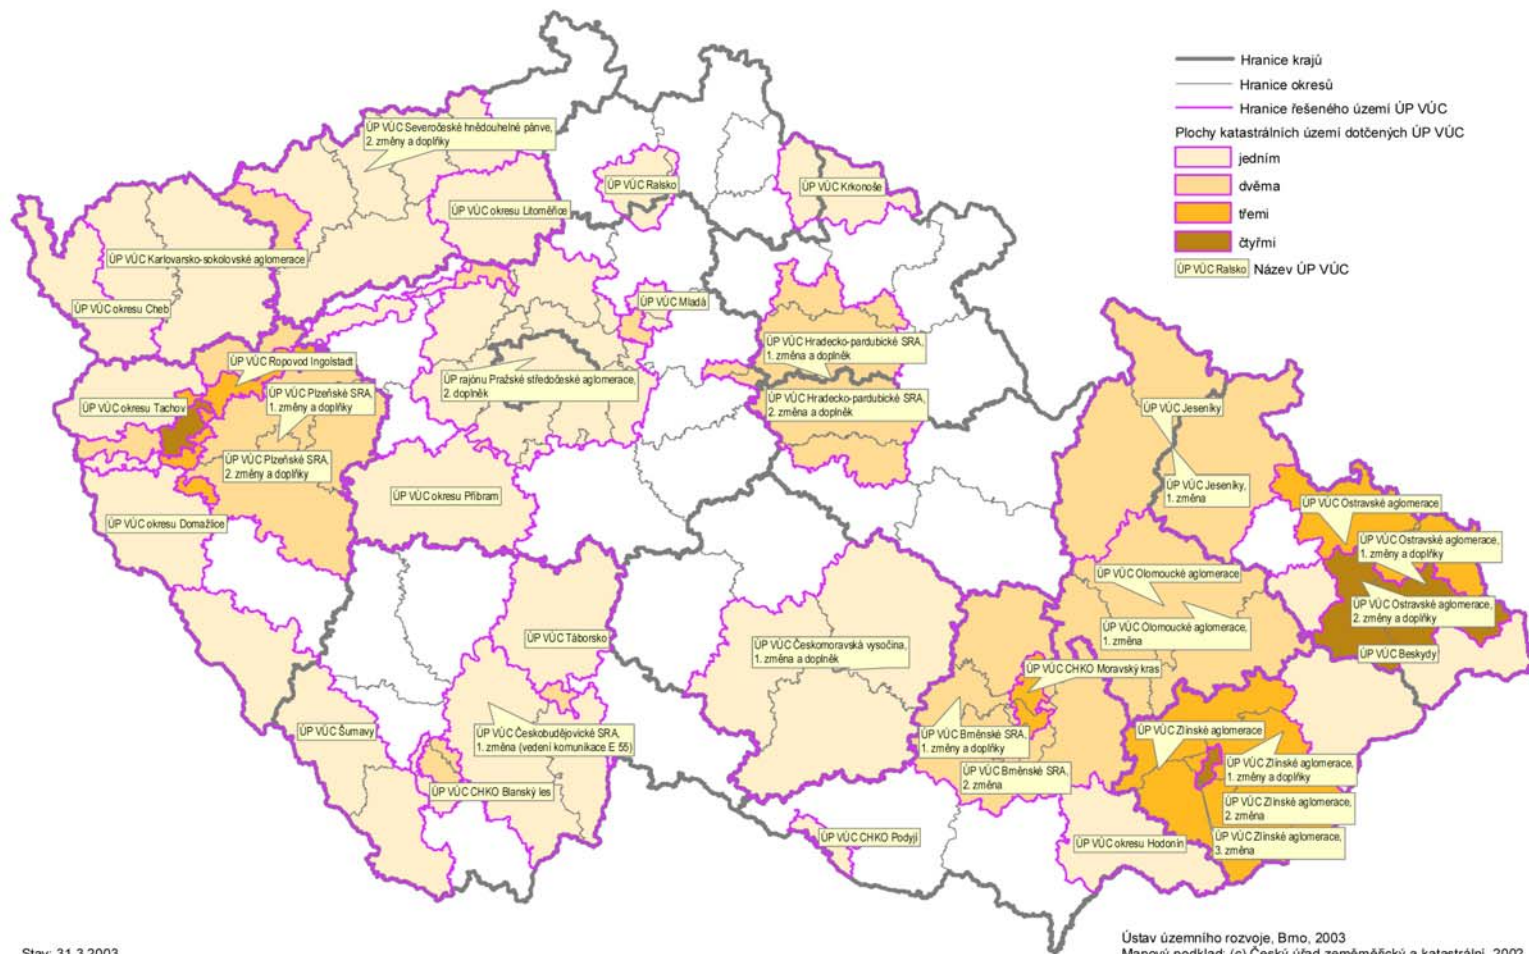 Hranice krajů
Hranice okresů
Hranice řešeného území ÚP VÚC
Plochy katastrálních území dotčených ÚP VÚC
jedním
dvěma
třemi
čtyřmi
ÚP VÚC Ralsko
Název ÚP VÚC
ÚP VÚC Severočeské hnědouhelné pánve,
2. změny a doplňky
ÚP VÚC Ralsko
ÚP VÚC Krkonoše
ÚP VÚC okresu Litoměřice
ÚP VÚC Karlovarsko-sokolovské aglomerace
ÚP VÚC okresu Cheb
ÚP VÚC Mladá
ÚP VÚC Hradecko-pardubické SRA,
1. změna a doplněk
ÚP VÚC Ropovod Ingolstadt
ÚP rajónu Pražské středočeské aglomerace,
2. doplněk
ÚP VÚC Plzeňské SRA,
1. změny a doplňky
ÚP VÚC Hradecko-pardubické SRA,
2. změna a doplněk
ÚP VÚC okresu Tachov
ÚP VÚC Jeseníky
ÚP VÚC Plzeňské SRA,
2. změny a doplňky
ÚP VÚC Jeseníky,
1. změna
ÚP VÚC okresu Příbram
ÚP VÚC Ostravské aglomerace
ÚP VÚC okresu Domažlice
ÚP VÚC Ostravské aglomerace,
1. změny a doplňky
ÚP VÚC Olomoucké aglomerace
ÚP VÚC Ostravské aglomerace,
2. změny a doplňky
ÚP VÚC Olomoucké aglomerace,
1. změna
ÚP VÚC Táborsko
ÚP VÚC Českomoravská vysočina,
1. změna a doplněk
ÚP VÚC Beskydy
ÚP VÚC CHKO Moravský kras
ÚP VÚC Šumavy
ÚP VÚC Českobudějovické SRA,
1. změna (vedení komunikace E 55)
ÚP VÚC Brněnské SRA,
1. změny a doplňky
ÚP VÚC Zlínské aglomerace
ÚP VÚC Zlínské aglomerace,
1. změny a doplňky
ÚP VÚC Brněnské SRA,
2. změna
ÚP VÚC CHKO Blanský les
ÚP VÚC Zlínské aglomerace,
2. změna
ÚP VÚC CHKO Podyjí
ÚP VÚC okresu Hodonín
ÚP VÚC Zlínské aglomerace,
3. změna
Stav: 31.3.2003
Ústav územního rozvoje, Brno, 2003
Mapový podklad: (c) Český úřad zeměměřický a katastrální, 2002